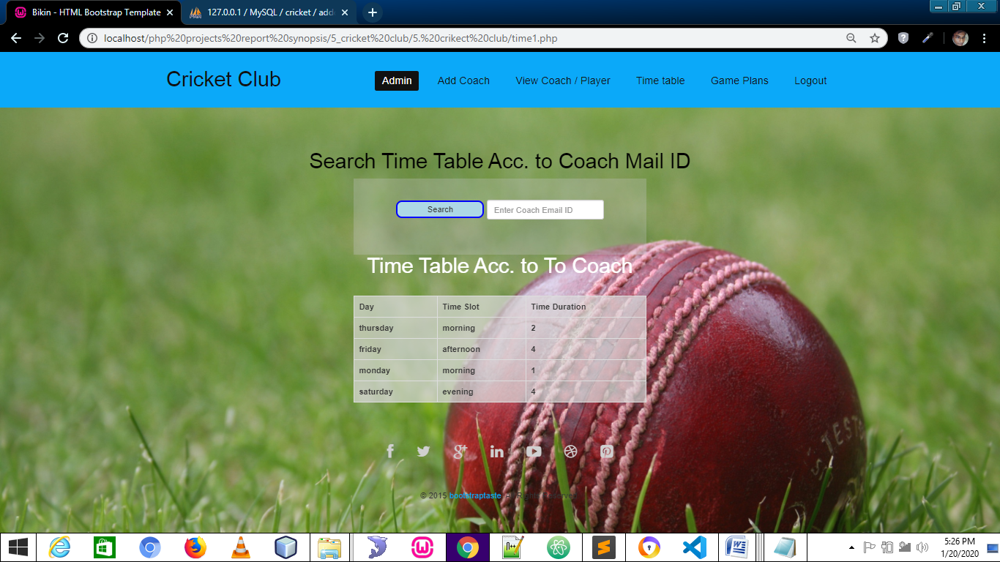 Bikin - HTML Bootstrap Template
127.0.0.1 / MySQL / cricket / add
localhost/php%20projects%20report%20synopsis/5_cricket%20club/5.%20crikect%20club/time1.php
Cricket Club
Admin Add Coach View Coach / Player Time table Game Plans Logout
Search Time Table Acc. to Coach Mail ID
Search Enter Coach Email ID
Time Table Acc. to To Coach
Day Time Slot Time Duration
thursday morning 2
friday afternoon 4
monday morning 1
saturday evening 4
© 2015 bootstraptaste. All Rights Reserved
5:26 PM
1/20/2020